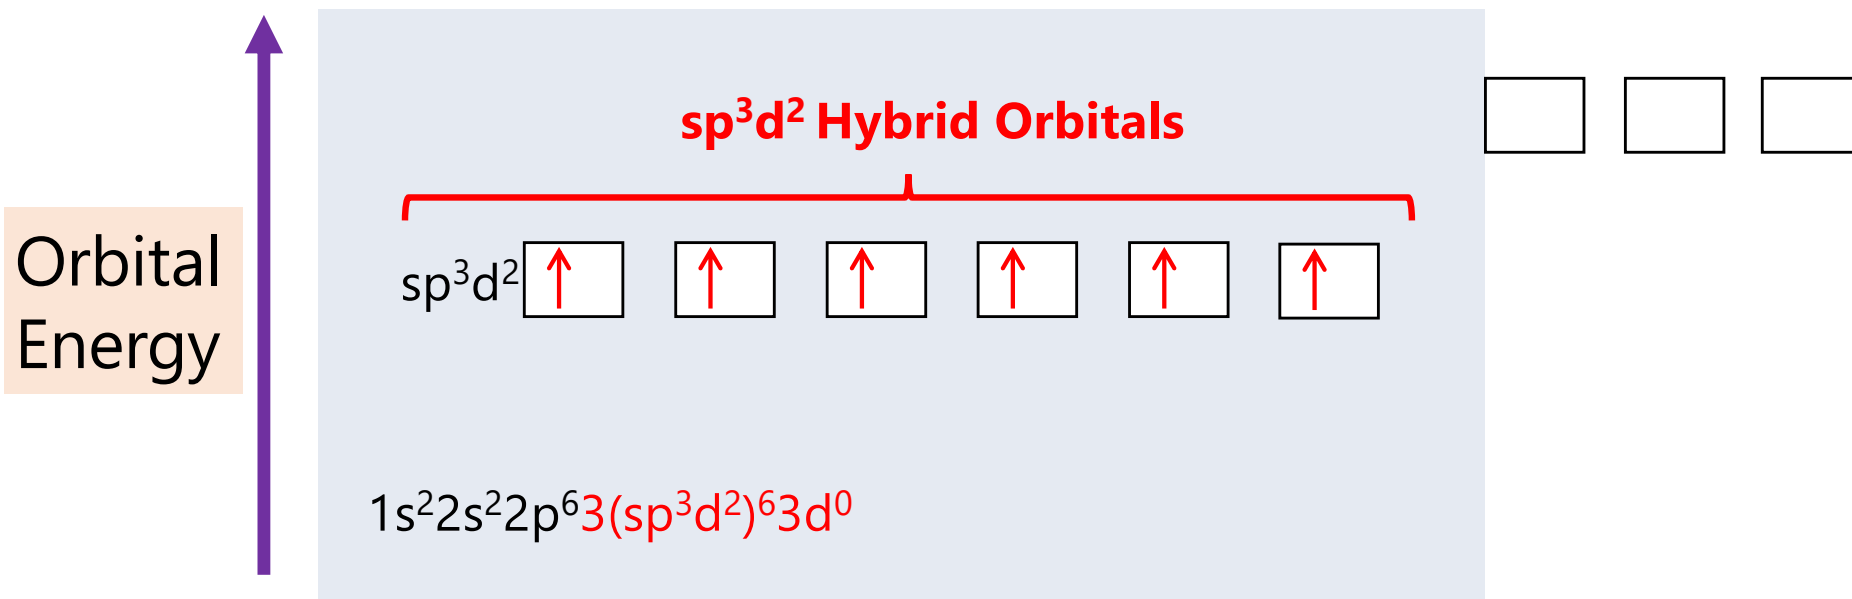 sp³d² Hybrid Orbitals
Orbital
Energy
sp³d²
1s²2s²2p⁶3(sp³d²)⁶3d⁰